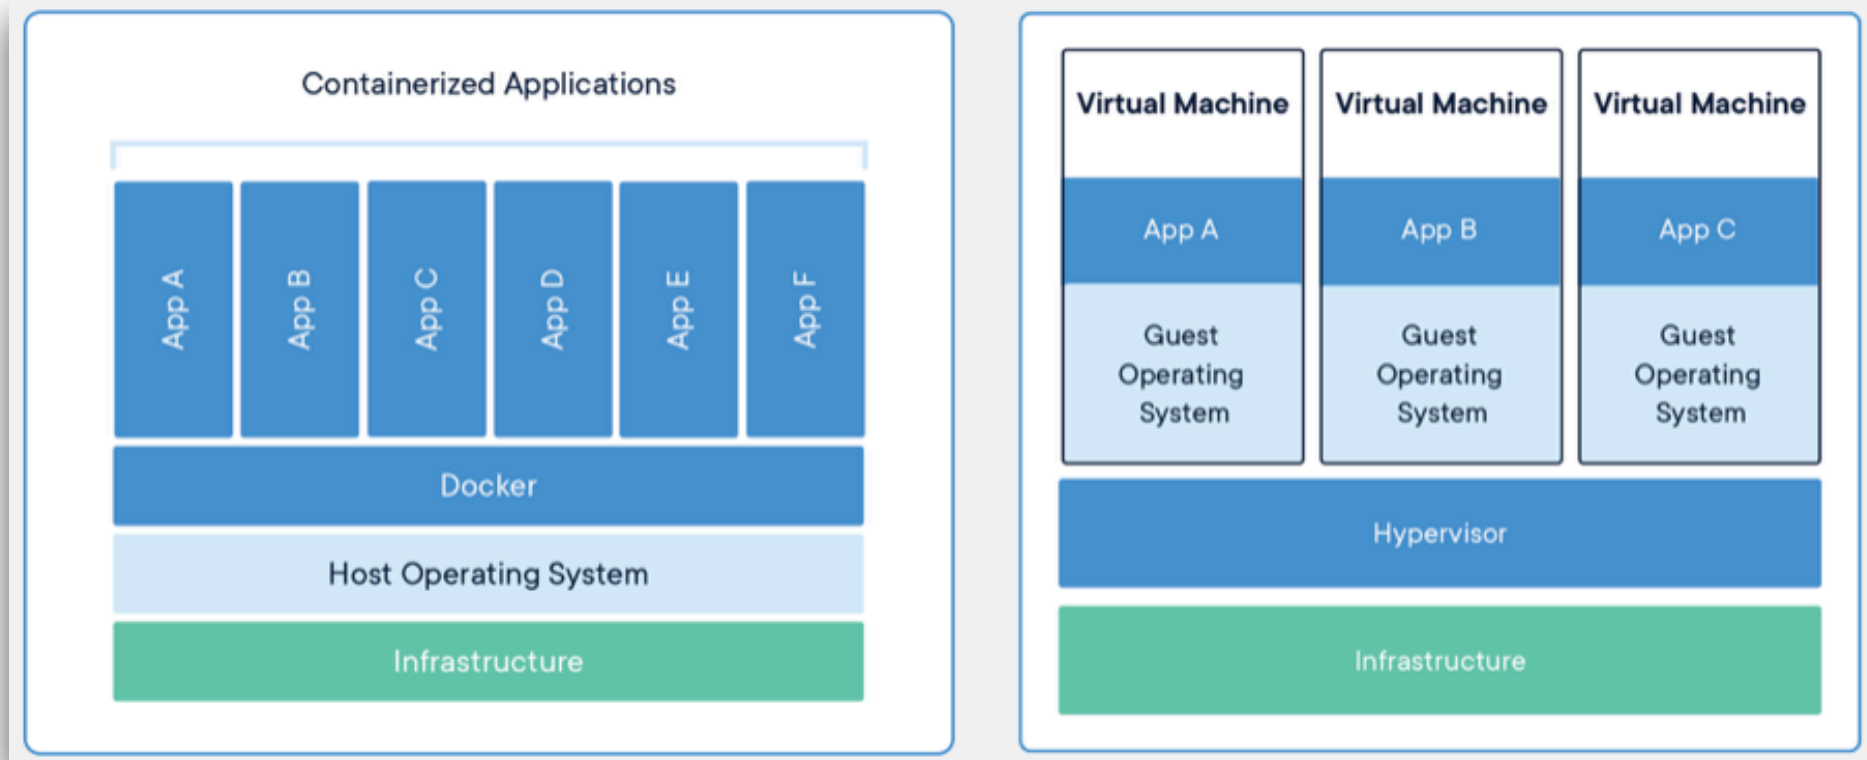 Containerized Applications
App A
App B
App C
App D
App E
App F
Docker
Host Operating System
Infrastructure
Virtual Machine
App A
Guest
Operating
System
Virtual Machine
App B
Guest
Operating
System
Virtual Machine
App C
Guest
Operating
System
Hypervisor
Infrastructure